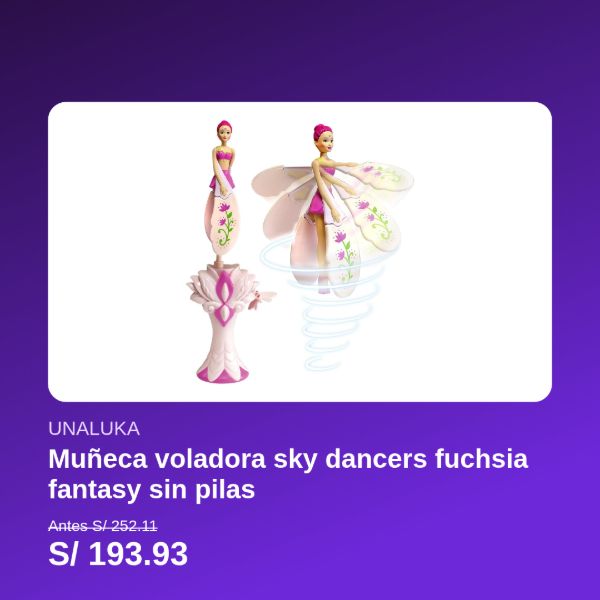 UNALUKA
Muñeca voladora sky dancers fuchsia
fantasy sin pilas
Antes S/ 252.11
S/ 193.93